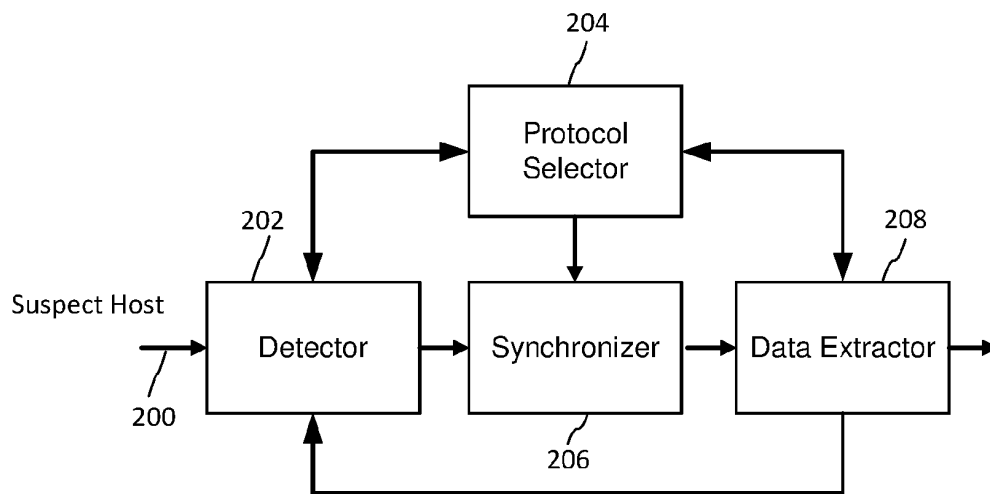 204
Protocol
Selector
202
208
Suspect Host
Detector
Synchronizer
Data Extractor
200
206